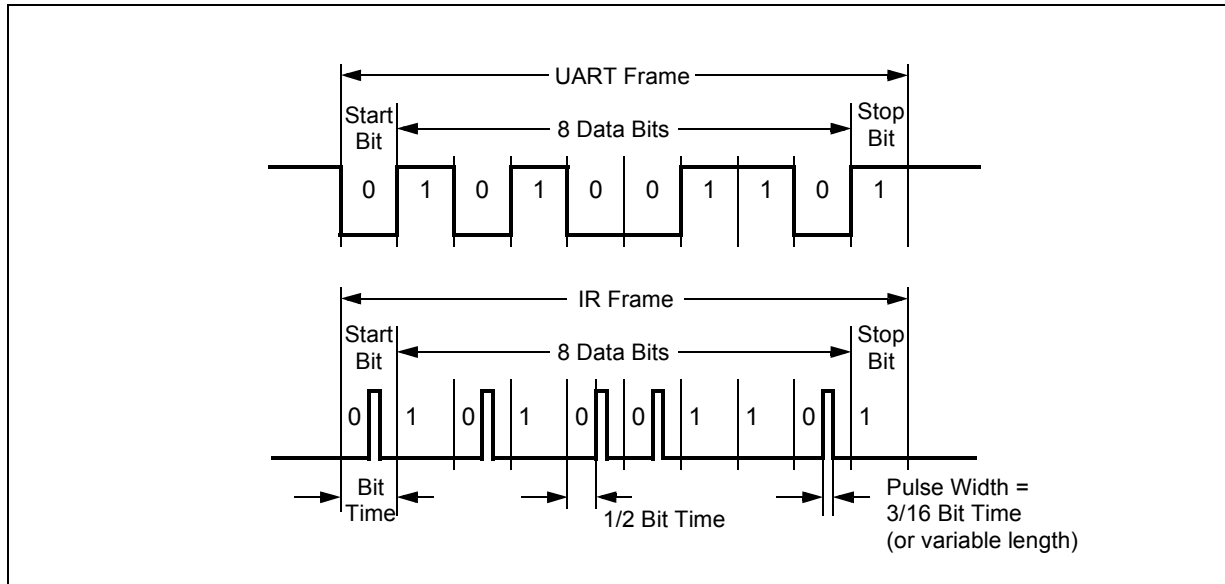 UART Frame
Start
Bit
8 Data Bits
Stop
Bit
0 1 0 1 0 0 1 1 0 1
IR Frame
Start
Bit
8 Data Bits
Stop
Bit
0 1 0 1 0 0 1 1 0 1
Bit
Time
1/2 Bit Time
Pulse Width =
3/16 Bit Time
(or variable length)